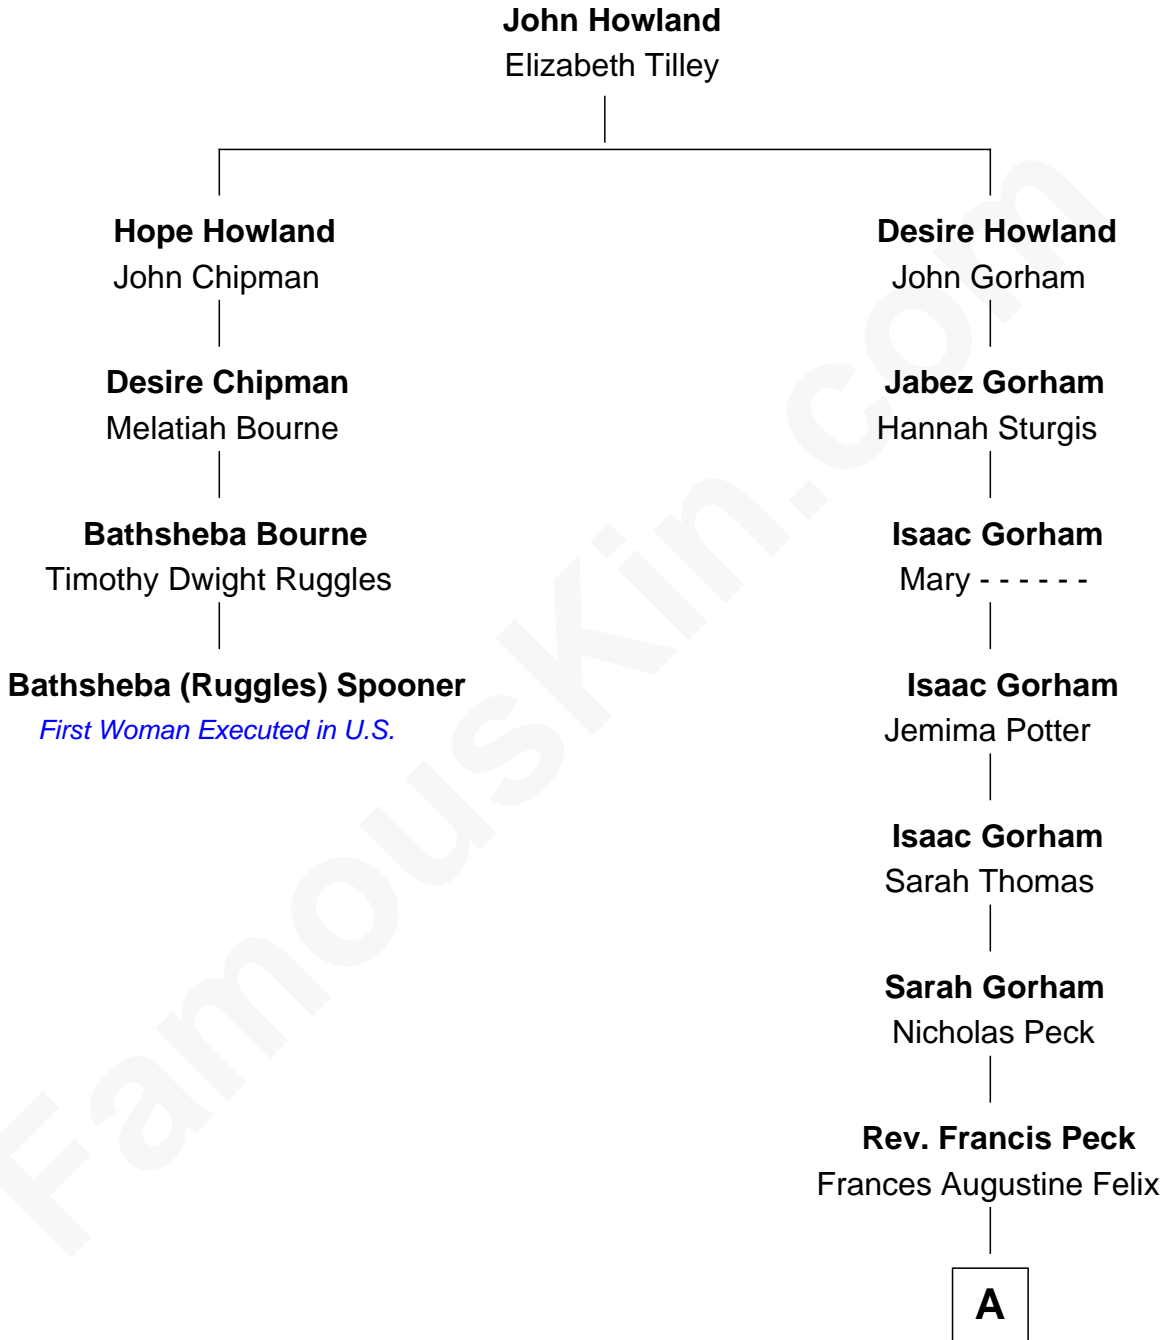 John Howland
Elizabeth Tilley
Hope Howland
John Chipman
Desire Howland
John Gorham
Desire Chipman
Melatiah Bourne
Jabez Gorham
Hannah Sturgis
Bathsheba Bourne
Timothy Dwight Ruggles
Isaac Gorham
Mary - - - - - -
Bathsheba (Ruggles) Spooner
First Woman Executed in U.S.
Isaac Gorham
Jemima Potter
Isaac Gorham
Sarah Thomas
Sarah Gorham
Nicholas Peck
Rev. Francis Peck
Frances Augustine Felix
A
FamousKin.com